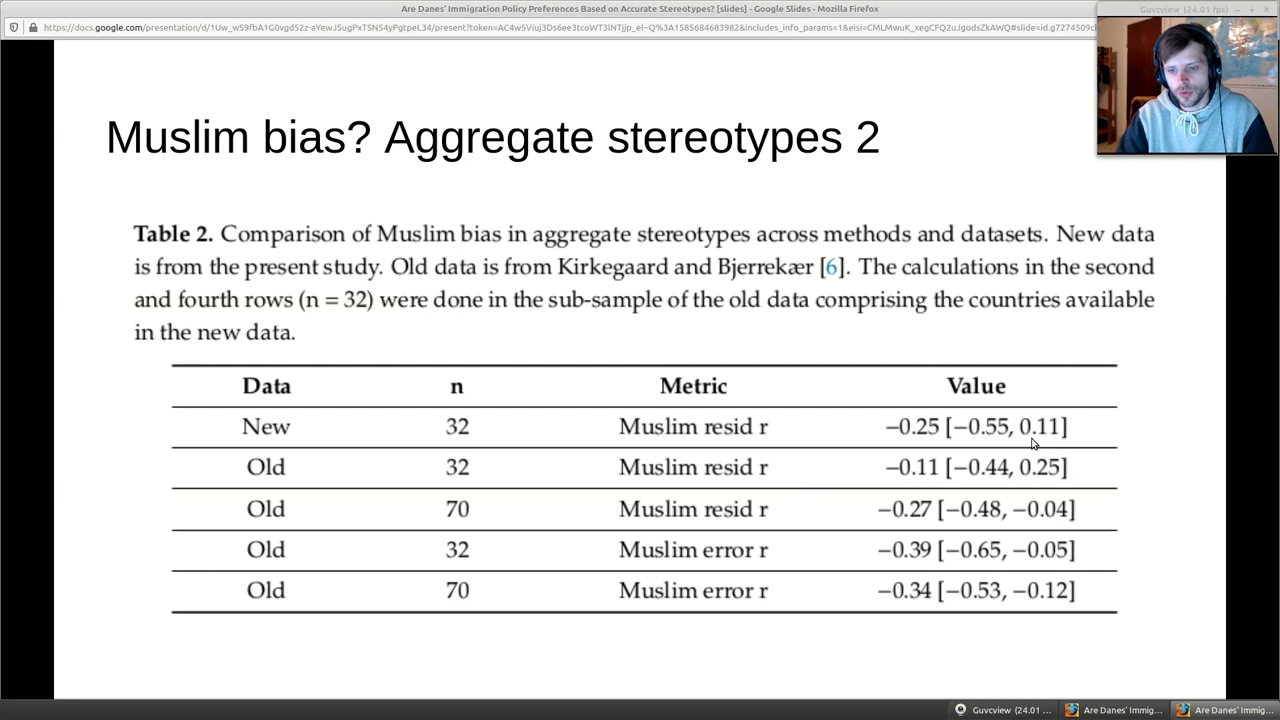 Are Danes' Immigration Policy Preferences Based on Accurate Stereotypes? [slides] - Google Slides - Mozilla Firefox
Guvcview (24.01 fps)
Muslim bias? Aggregate stereotypes 2
Table 2. Comparison of Muslim bias in aggregate stereotypes across methods and datasets. New data
is from the present study. Old data is from Kirkegaard and Bjerrekær [6]. The calculations in the second
and fourth rows (n = 32) were done in the sub-sample of the old data comprising the countries available
in the new data.
Data n Metric Value
New 32 Muslim resid r −0.25 [−0.55, 0.11]
Old 32 Muslim resid r −0.11 [−0.44, 0.25]
Old 70 Muslim resid r −0.27 [−0.48, −0.04]
Old 32 Muslim error r −0.39 [−0.65, −0.05]
Old 70 Muslim error r −0.34 [−0.53, −0.12]
Guvcview (24.01 ... Are Danes' Immig... Are Danes' Immig...